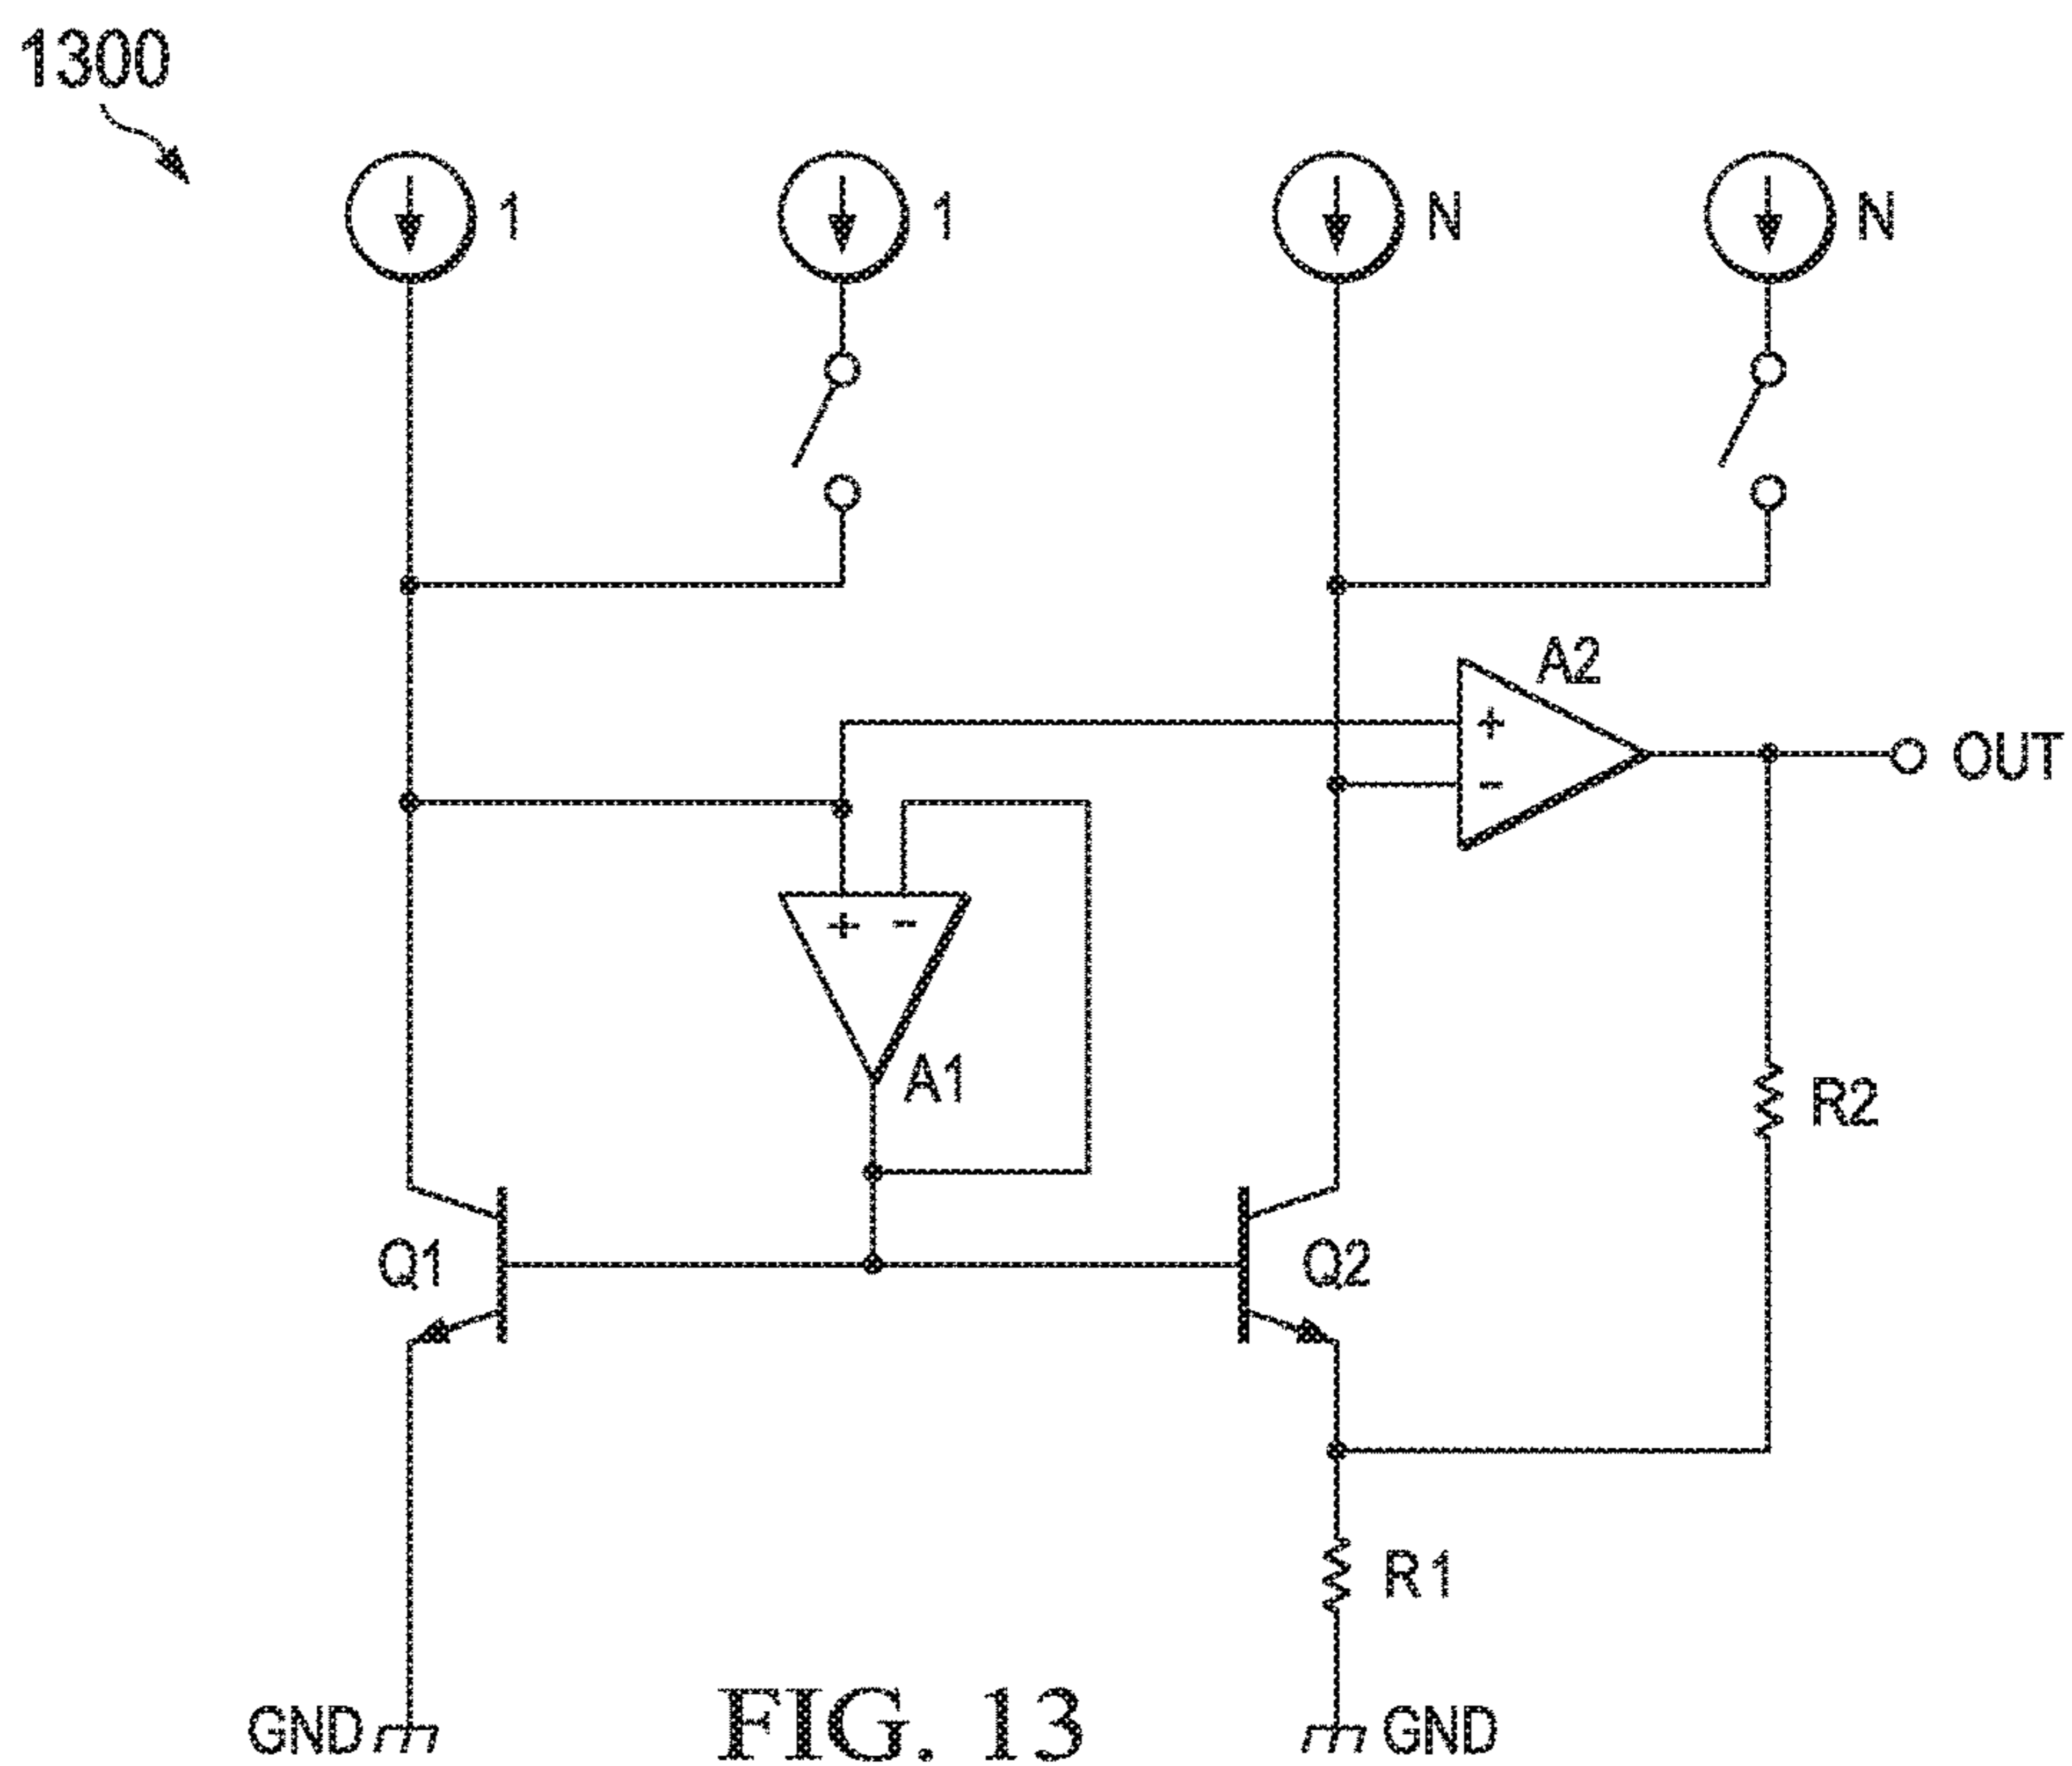 1300
1
1
N
N
A2
+
-
OUT
+ -
A1
R2
Q1
Q2
R1
GND
GND
FIG. 13